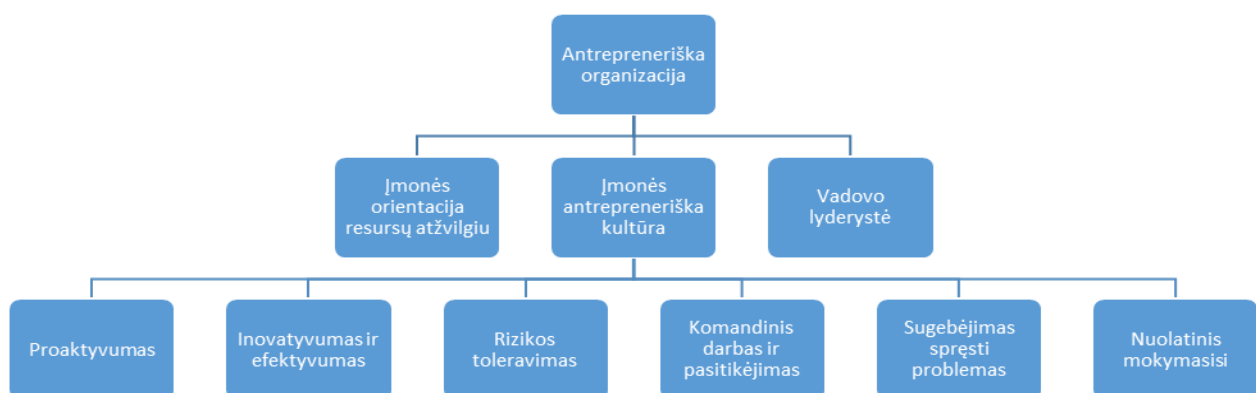 Antrepreneriška
organizacija
Įmonės
orientacija
resursų atžvilgiu
Įmonės
antrepreneriška
kultūra
Vadovo
lyderystė
Proaktyvumas
Inovatyvumas ir
efektyvumas
Rizikos
toleravimas
Komandinis
darbas ir
pasitikėjimas
Sugebėjimas
spręsti
problemas
Nuolatinis
mokymasisi